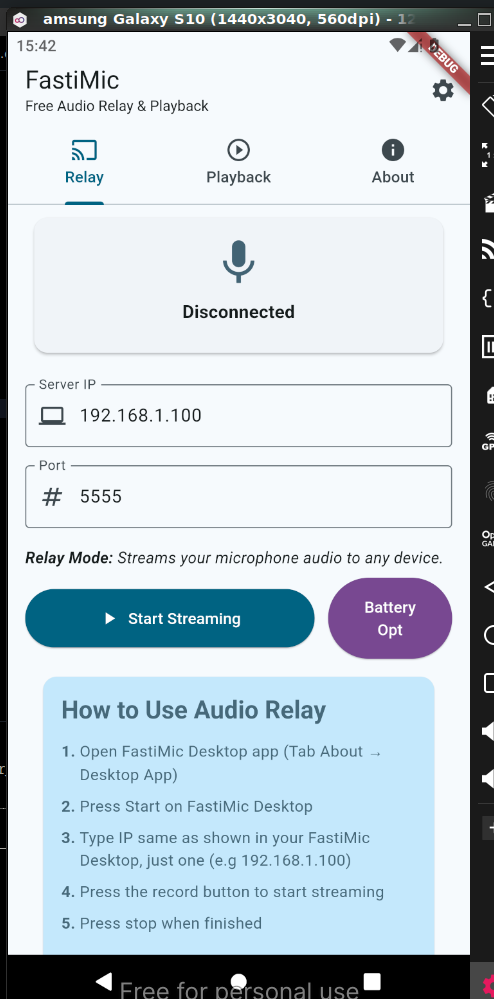 amsung Galaxy S10 (1440x3040, 560dpi) - 12
15:42
DEBUG
FastiMic
Free Audio Relay & Playback
Relay
Playback
About
Disconnected
Server IP
192.168.1.100
Port
# 5555
Relay Mode: Streams your microphone audio to any device.
Start Streaming
Battery
Opt
How to Use Audio Relay
1. Open FastiMic Desktop app (Tab About →
Desktop App)
2. Press Start on FastiMic Desktop
3. Type IP same as shown in your FastiMic
Desktop, just one (e.g 192.168.1.100)
4. Press the record button to start streaming
5. Press stop when finished
Free for personal use